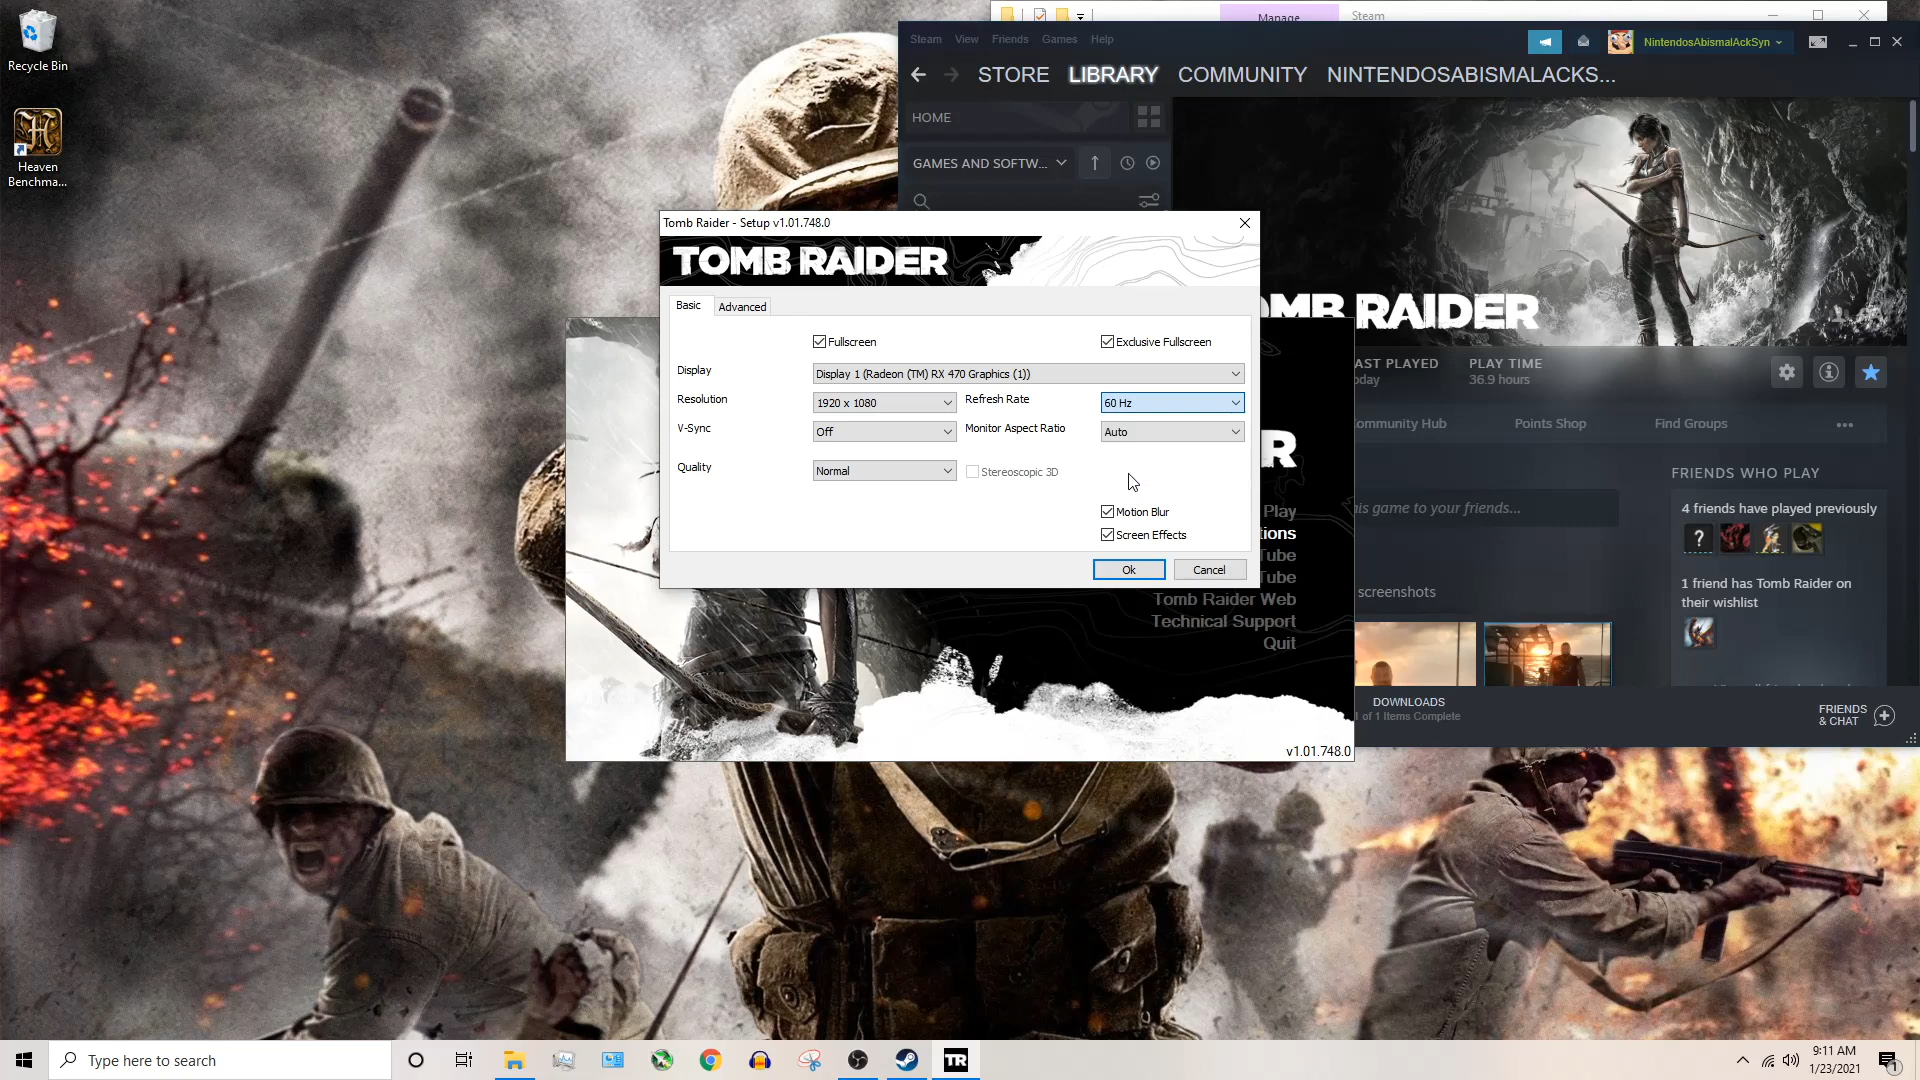 Recycle Bin
Heaven
Benchma...
Manage
Steam
Steam View Friends Games Help
NintendosAbismalAckSyn
STORE LIBRARY COMMUNITY NINTENDOSABISMALACKS...
HOME
GAMES AND SOFTW...
OMB RAIDER
AST PLAYED
oday
PLAY TIME
36.9 hours
ommunity Hub
Points Shop
Find Groups
FRIENDS WHO PLAY
4 friends have played previously
?
is game to your friends...
1 friend has Tomb Raider on
their wishlist
screenshots
DOWNLOADS
1 of 1 Items Complete
FRIENDS
& CHAT
Tomb Raider - Setup v1.01.748.0
TOMB RAIDER
Basic
Advanced
Fullscreen
Exclusive Fullscreen
Display
Display 1 (Radeon (TM) RX 470 Graphics (1))
Resolution
1920 x 1080
Refresh Rate
60 Hz
V-Sync
Off
Monitor Aspect Ratio
Auto
Quality
Normal
Stereoscopic 3D
Motion Blur
Screen Effects
Ok
Cancel
R
Play
tions
Tube
Tube
Tomb Raider Web
Technical Support
Quit
v1.01.748.0
Type here to search
TR
9:11 AM
1/23/2021
1